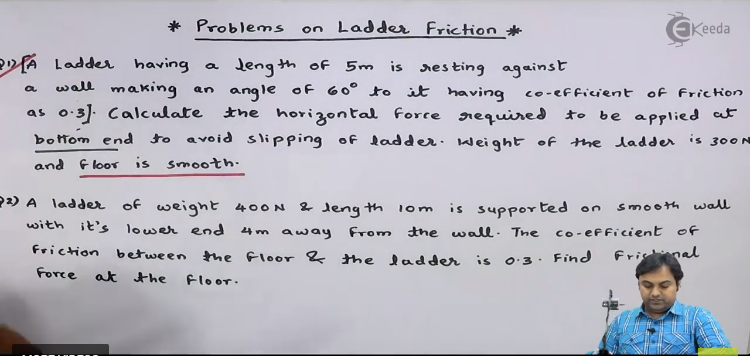 * Problems on Ladder Friction *
Ekeeda
Q1) [A Ladder having a length of 5m is resting against
a wall making an angle of 60° to it having co-efficient of friction
as 0.3]. Calculate the horizontal force required to be applied at
bottom end to avoid slipping of ladder. Weight of the ladder is 300N
and floor is smooth.
Q2) A ladder of weight 400N & length 10m is supported on smooth wall
with it's lower end 4m away from the wall. The co-efficient of
friction between the floor & the ladder is 0.3. Find Frictional
force at the floor.